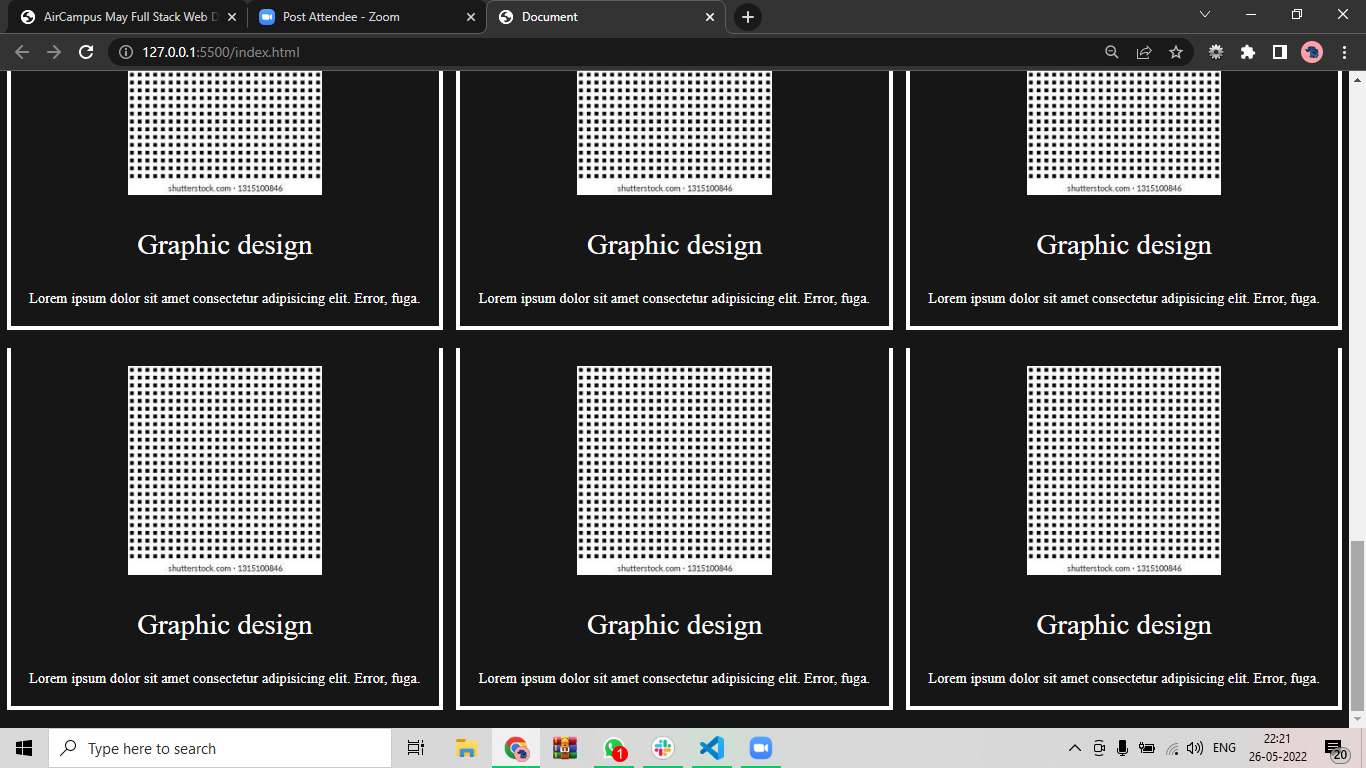 AirCampus May Full Stack Web D
Post Attendee - Zoom
Document
127.0.0.1:5500/index.html
shutterstock.com · 1315100846
shutterstock.com · 1315100846
shutterstock.com · 1315100846
Graphic design
Graphic design
Graphic design
Lorem ipsum dolor sit amet consectetur adipisicing elit. Error, fuga.
Lorem ipsum dolor sit amet consectetur adipisicing elit. Error, fuga.
Lorem ipsum dolor sit amet consectetur adipisicing elit. Error, fuga.
shutterstock.com · 1315100846
shutterstock.com · 1315100846
shutterstock.com · 1315100846
Graphic design
Graphic design
Graphic design
Lorem ipsum dolor sit amet consectetur adipisicing elit. Error, fuga.
Lorem ipsum dolor sit amet consectetur adipisicing elit. Error, fuga.
Lorem ipsum dolor sit amet consectetur adipisicing elit. Error, fuga.
Type here to search
1
ENG
22:21
26-05-2022
20